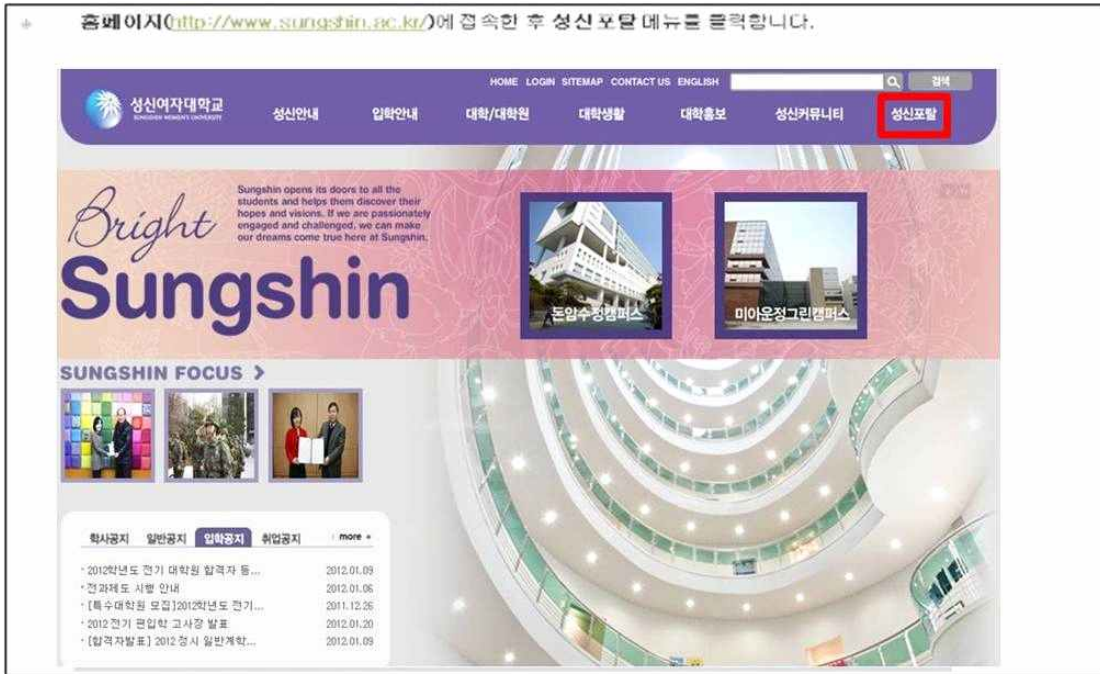 홈페이지(http://www.sungshin.ac.kr/)에 접속한 후 성신포탈 메뉴를 클릭합니다.
HOME LOGIN SITEMAP CONTACT US ENGLISH 검색
성신여자대학교
SUNGSHIN WOMEN'S UNIVERSITY
성신안내 입학안내 대학/대학원 대학생활 대학홍보 성신커뮤니티 성신포탈
Bright
Sungshin
Sungshin opens its doors to all the
students and helps them discover their
hopes and visions. If we are passionately
engaged and challenged, we can make
our dreams come true here at Sungshin.
돈암수정캠퍼스
미아운정그린캠퍼스
SUNGSHIN FOCUS >
학사공지 일반공지 입학공지 취업공지 more +
· 2012학년도 전기 대학원 합격자 등... 2012.01.09
· 전과제도 시행 안내 2012.01.06
· [특수대학원 모집]2012학년도 전기... 2011.12.26
· 2012 전기 편입학 고사장 발표 2012.01.20
· [합격자발표] 2012 정시 일반계학... 2012.01.09